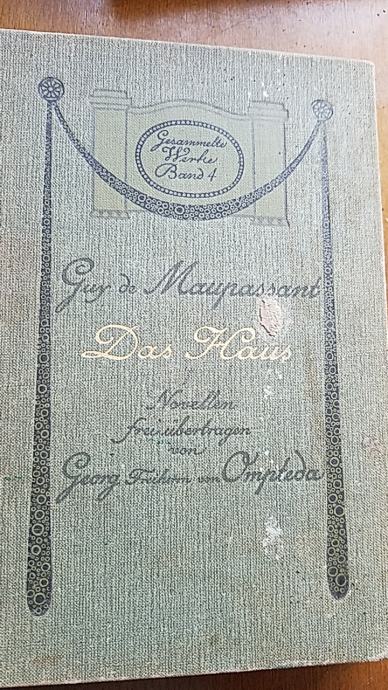 Gesammelte
Werke
Band 4
Guy de Maupassant
Das Haus
Novellen
frei übertragen
von
Georg Freiherrn von Ompteda